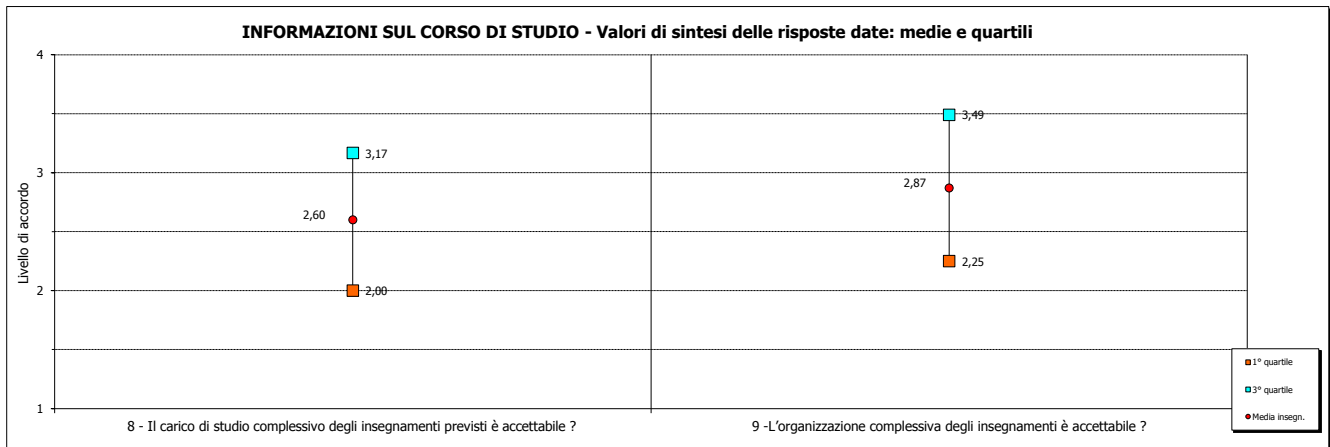 INFORMAZIONI SUL CORSO DI STUDIO - Valori di sintesi delle risposte date: medie e quartili
4
3
2
1
Livello di accordo
3,17
2,60
2,00
3,49
2,87
2,25
8 - Il carico di studio complessivo degli insegnamenti previsti è accettabile ?
9 -L'organizzazione complessiva degli insegnamenti è accettabile ?
1° quartile
3° quartile
Media insegn.